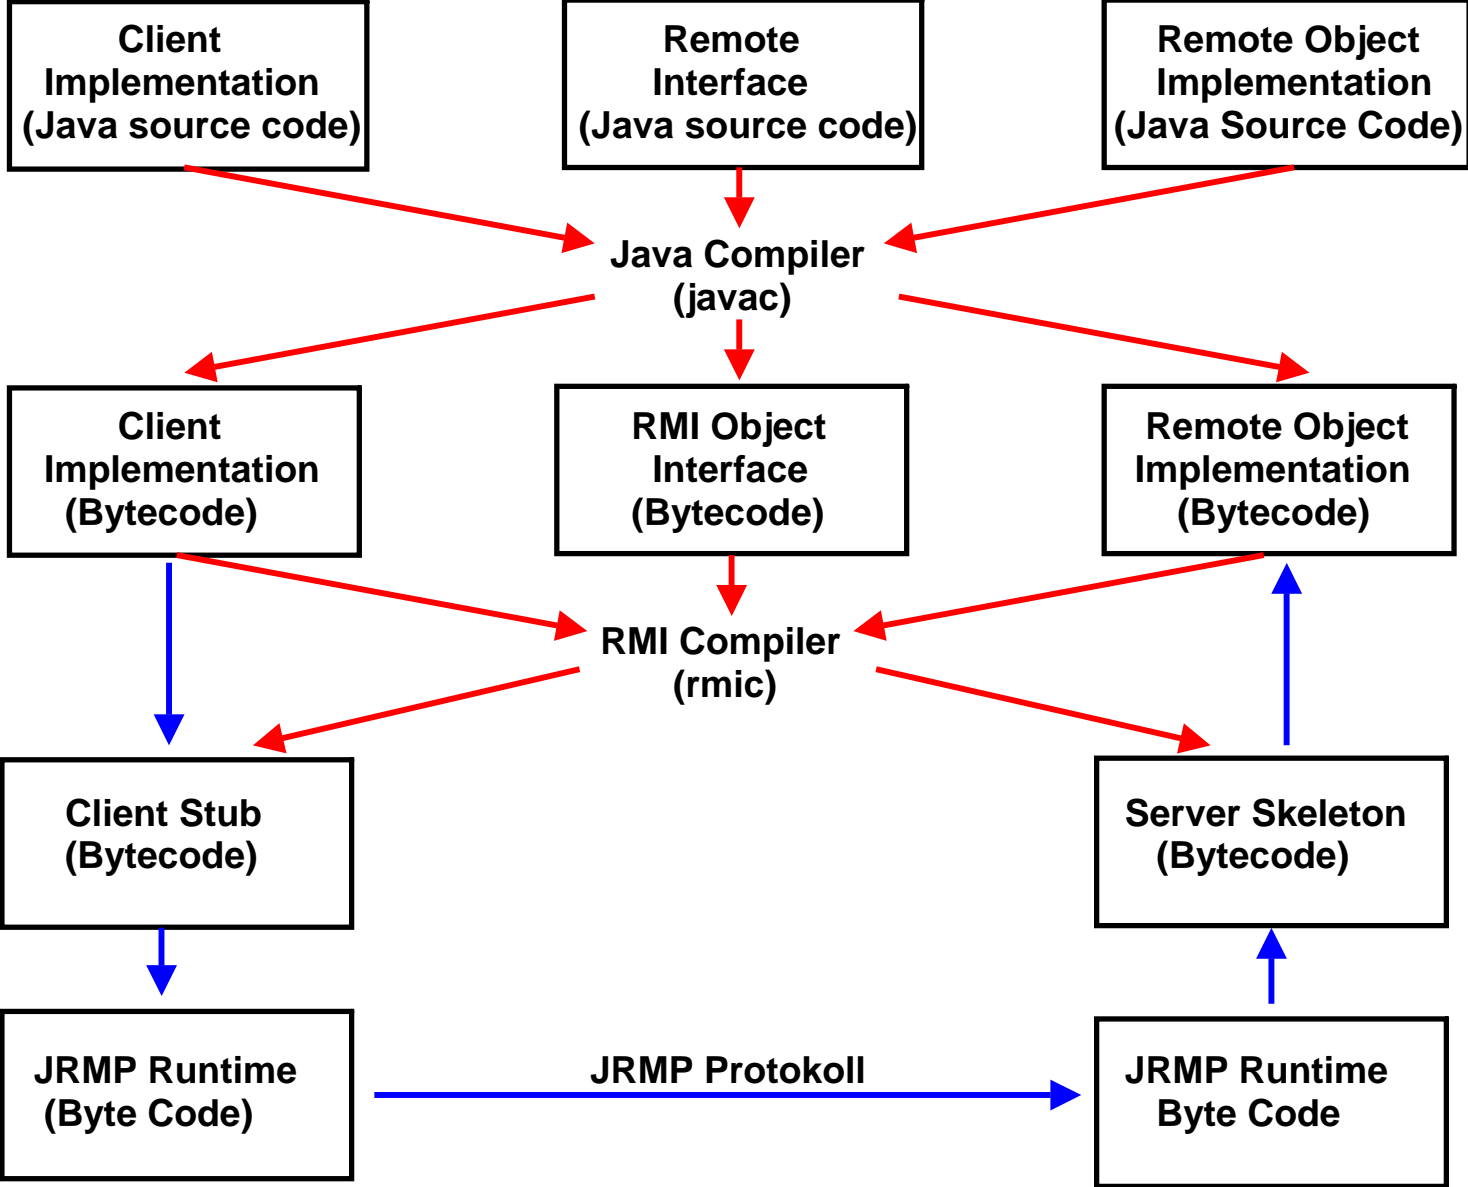 Client
Implementation
(Java source code)
Remote
Interface
(Java source code)
Remote Object
Implementation
(Java Source Code)
Java Compiler
(javac)
Client
Implementation
(Bytecode)
RMI Object
Interface
(Bytecode)
Remote Object
Implementation
(Bytecode)
RMI Compiler
(rmic)
Client Stub
(Bytecode)
Server Skeleton
(Bytecode)
JRMP Runtime
(Byte Code)
JRMP Protokoll
JRMP Runtime
Byte Code